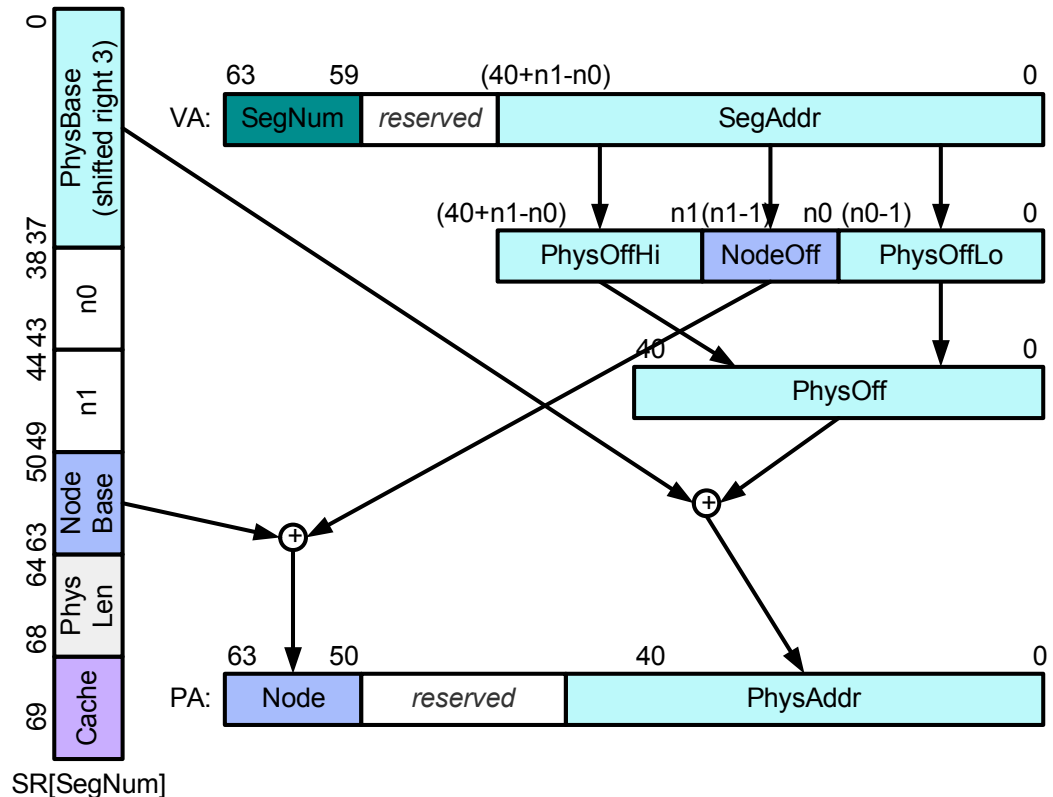 0
PhysBase
(shifted right 3)
38 37
n0
44 43
n1
50 49
Node
Base
64 63
Phys
Len
68
Cache
69
SR[SegNum]
63 59 (40+n1-n0) 0
VA: SegNum reserved SegAddr
(40+n1-n0) n1(n1-1) n0 (n0-1) 0
PhysOffHi NodeOff PhysOffLo
40 0
PhysOff
+
+
63 50 40 0
PA: Node reserved PhysAddr